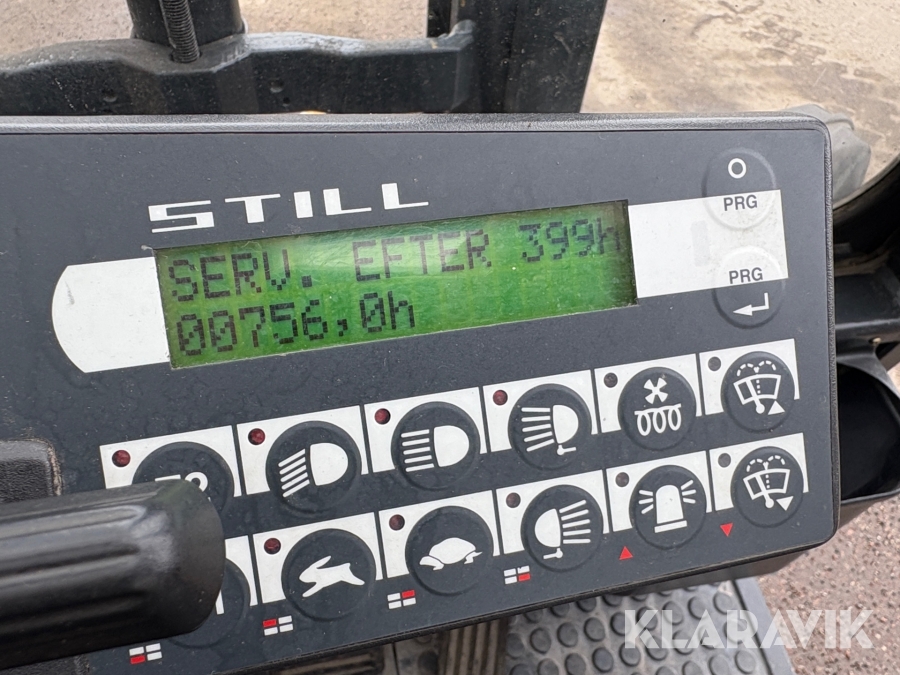 STILL
SERV. EFTER 399h
00756,0h
PRG
PRG
KLARAVIK